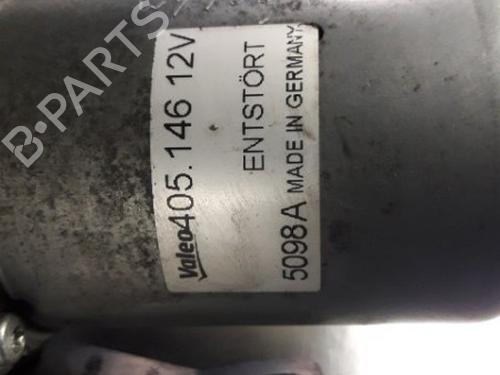 Valeo 405.146 12V
ENTSTÖRT
5098A MADE IN GERMANY
B-PARTS